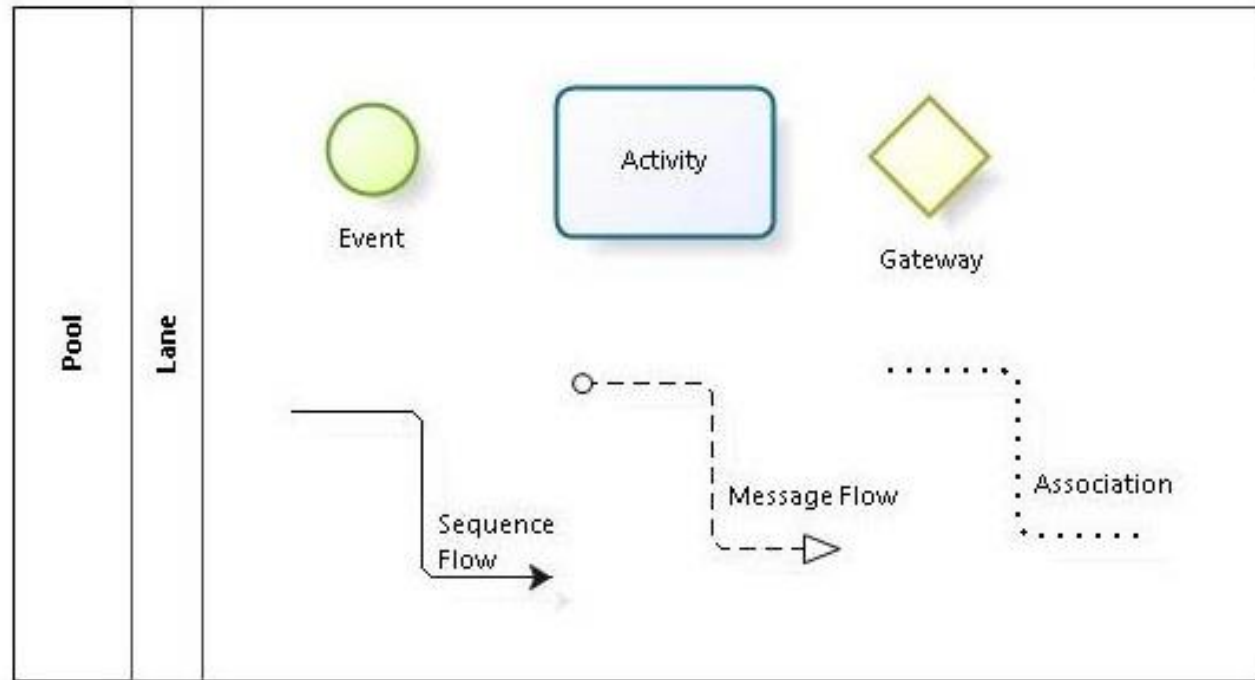 Pool
Lane
Event
Activity
Gateway
Sequence
Flow
Message Flow
Association